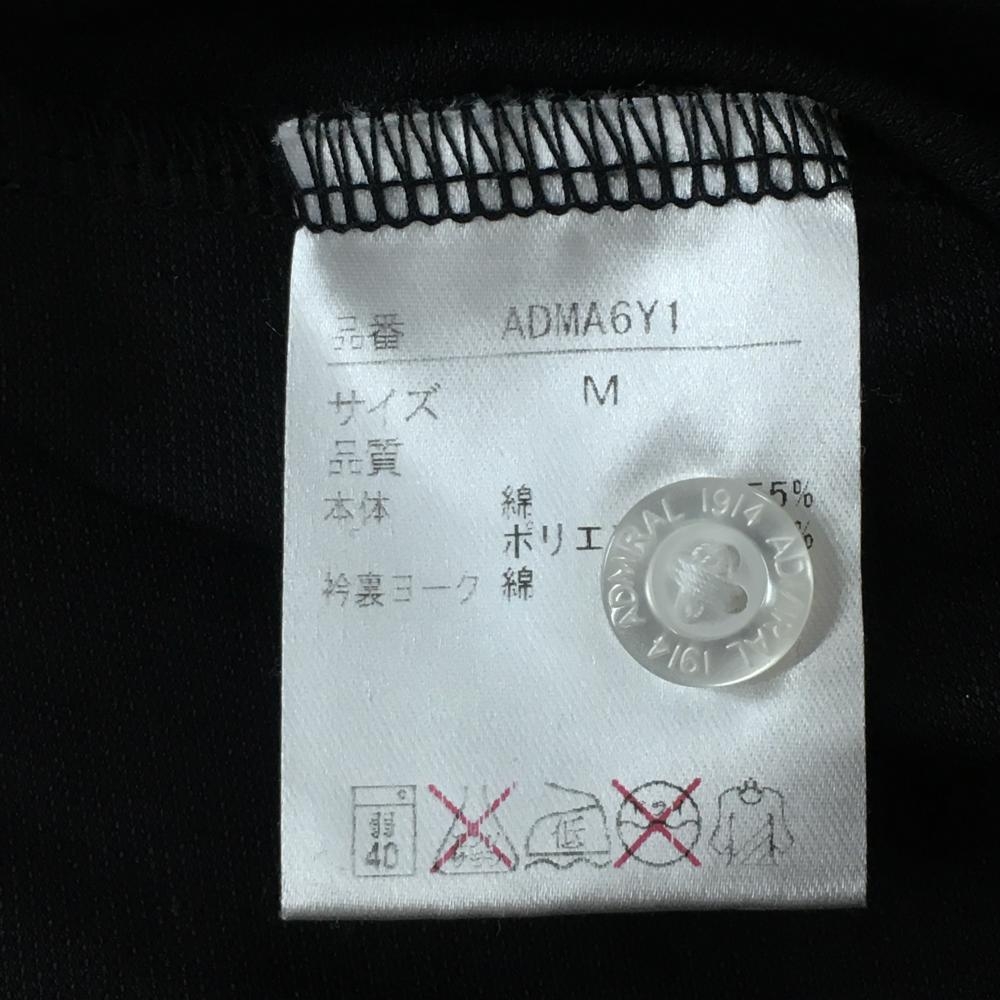 品番 ADMA6Y1
サイズ M
品質
本体 綿 5%
ポリエ %
衿裏ヨーク 綿
ADMIRAL 1914 ADMIRAL 1914
弱
40
低